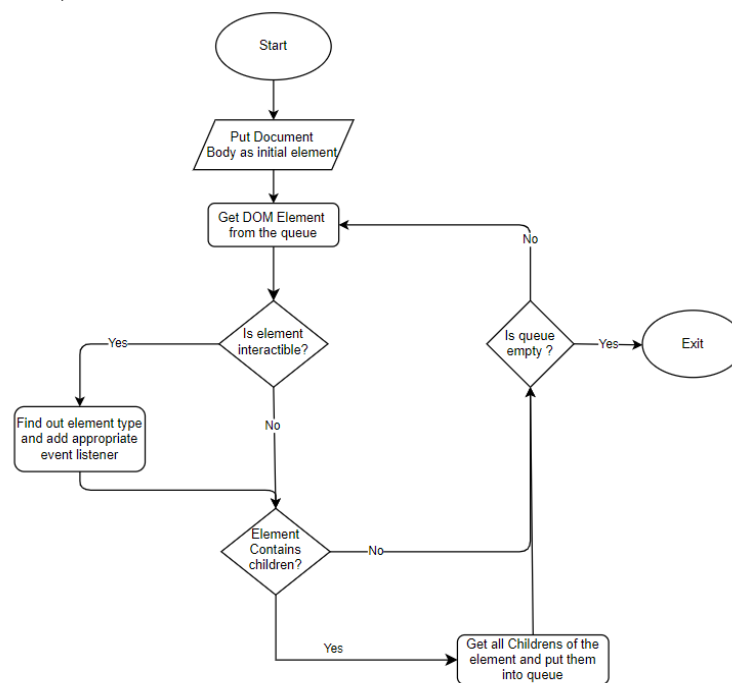 Start
Put Document
Body as initial element
Get DOM Element
from the queue
No
Is element
interactible?
Is queue
empty ?
Yes
Exit
Yes
Find out element type
and add appropriate
event listener
No
Element
Contains
children?
No
Yes
Get all Childrens of the
element and put them
into queue